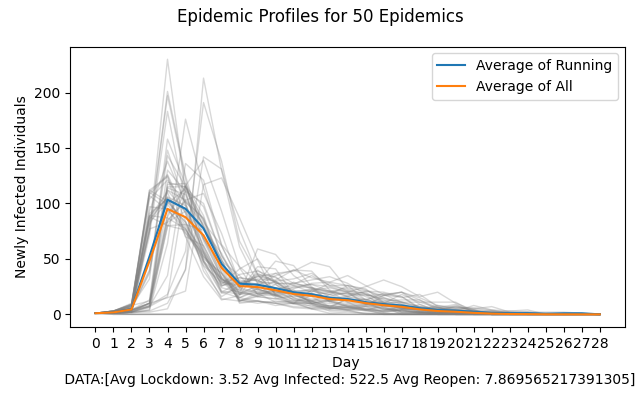 Epidemic Profiles for 50 Epidemics
Average of Running
Average of All
Newly Infected Individuals
200
150
100
50
0
0 1 2 3 4 5 6 7 8 9 10 11 12 13 14 15 16 17 18 19 20 21 22 23 24 25 26 27 28
Day
DATA:[Avg Lockdown: 3.52 Avg Infected: 522.5 Avg Reopen: 7.869565217391305]